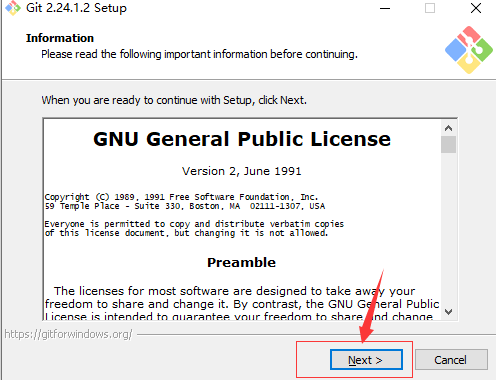 Git 2.24.1.2 Setup
Information
Please read the following important information before continuing.
When you are ready to continue with Setup, click Next.
GNU General Public License
Version 2, June 1991
Copyright (C) 1989, 1991 Free Software Foundation, Inc.
59 Temple Place - Suite 330, Boston, MA  02111-1307, USA
Everyone is permitted to copy and distribute verbatim copies
of this license document, but changing it is not allowed.
Preamble
The licenses for most software are designed to take away your
freedom to share and change it. By contrast, the GNU General Public
License is intended to guarantee your freedom to share and change
https://gitforwindows.org/
Next >
Cancel